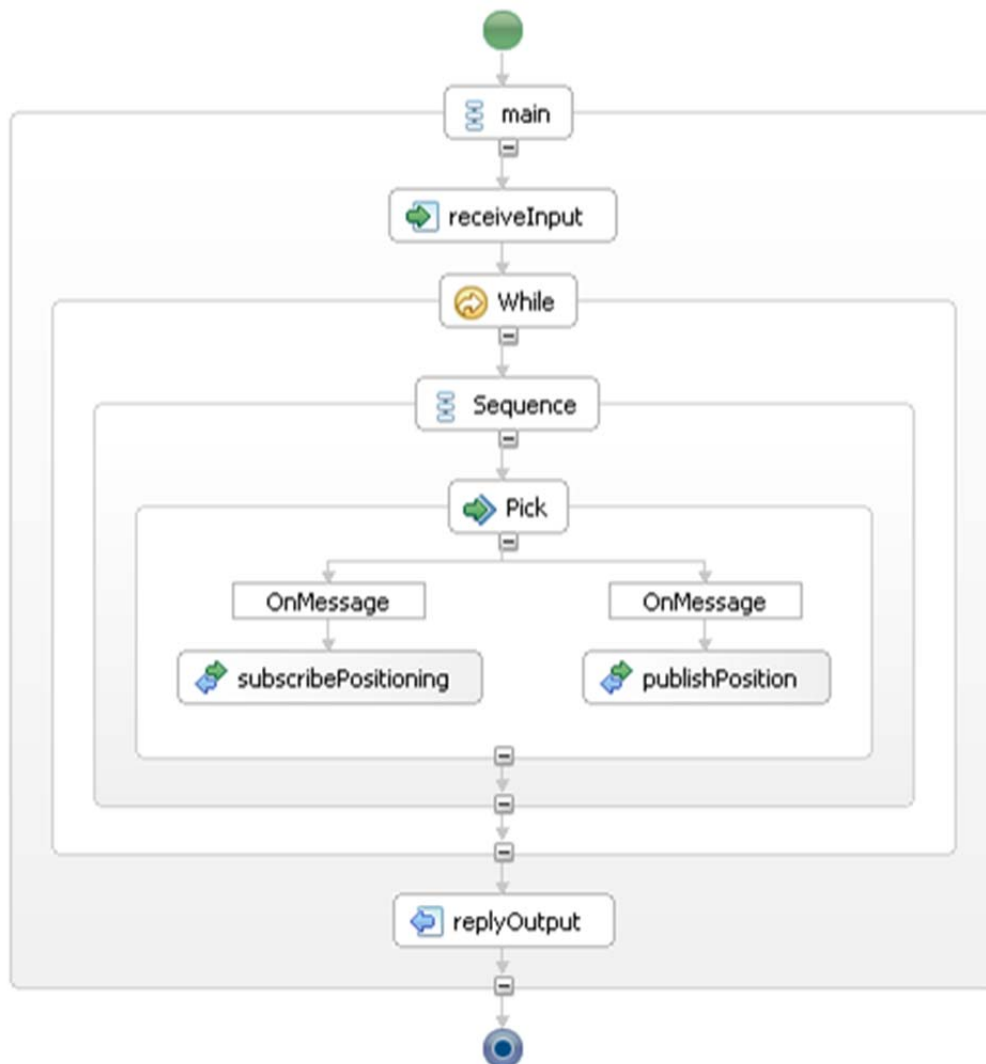 main
receiveInput
While
Sequence
Pick
OnMessage OnMessage
subscribePositioning publishPosition
replyOutput